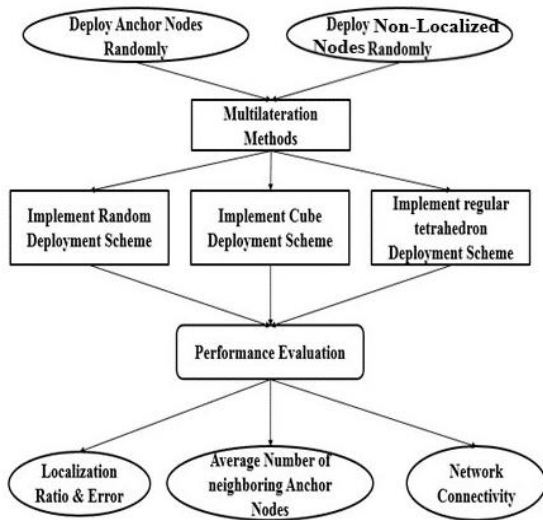 Deploy Anchor Nodes
Randomly
Deploy Non-Localized
Nodes Randomly
Multilateration
Methods
Implement Random
Deployment Scheme
Implement Cube
Deployment Scheme
Implement regular
tetrahedron
Deployment Scheme
Performance Evaluation
Localization
Ratio & Error
Average Number of
neighboring Anchor
Nodes
Network
Connectivity